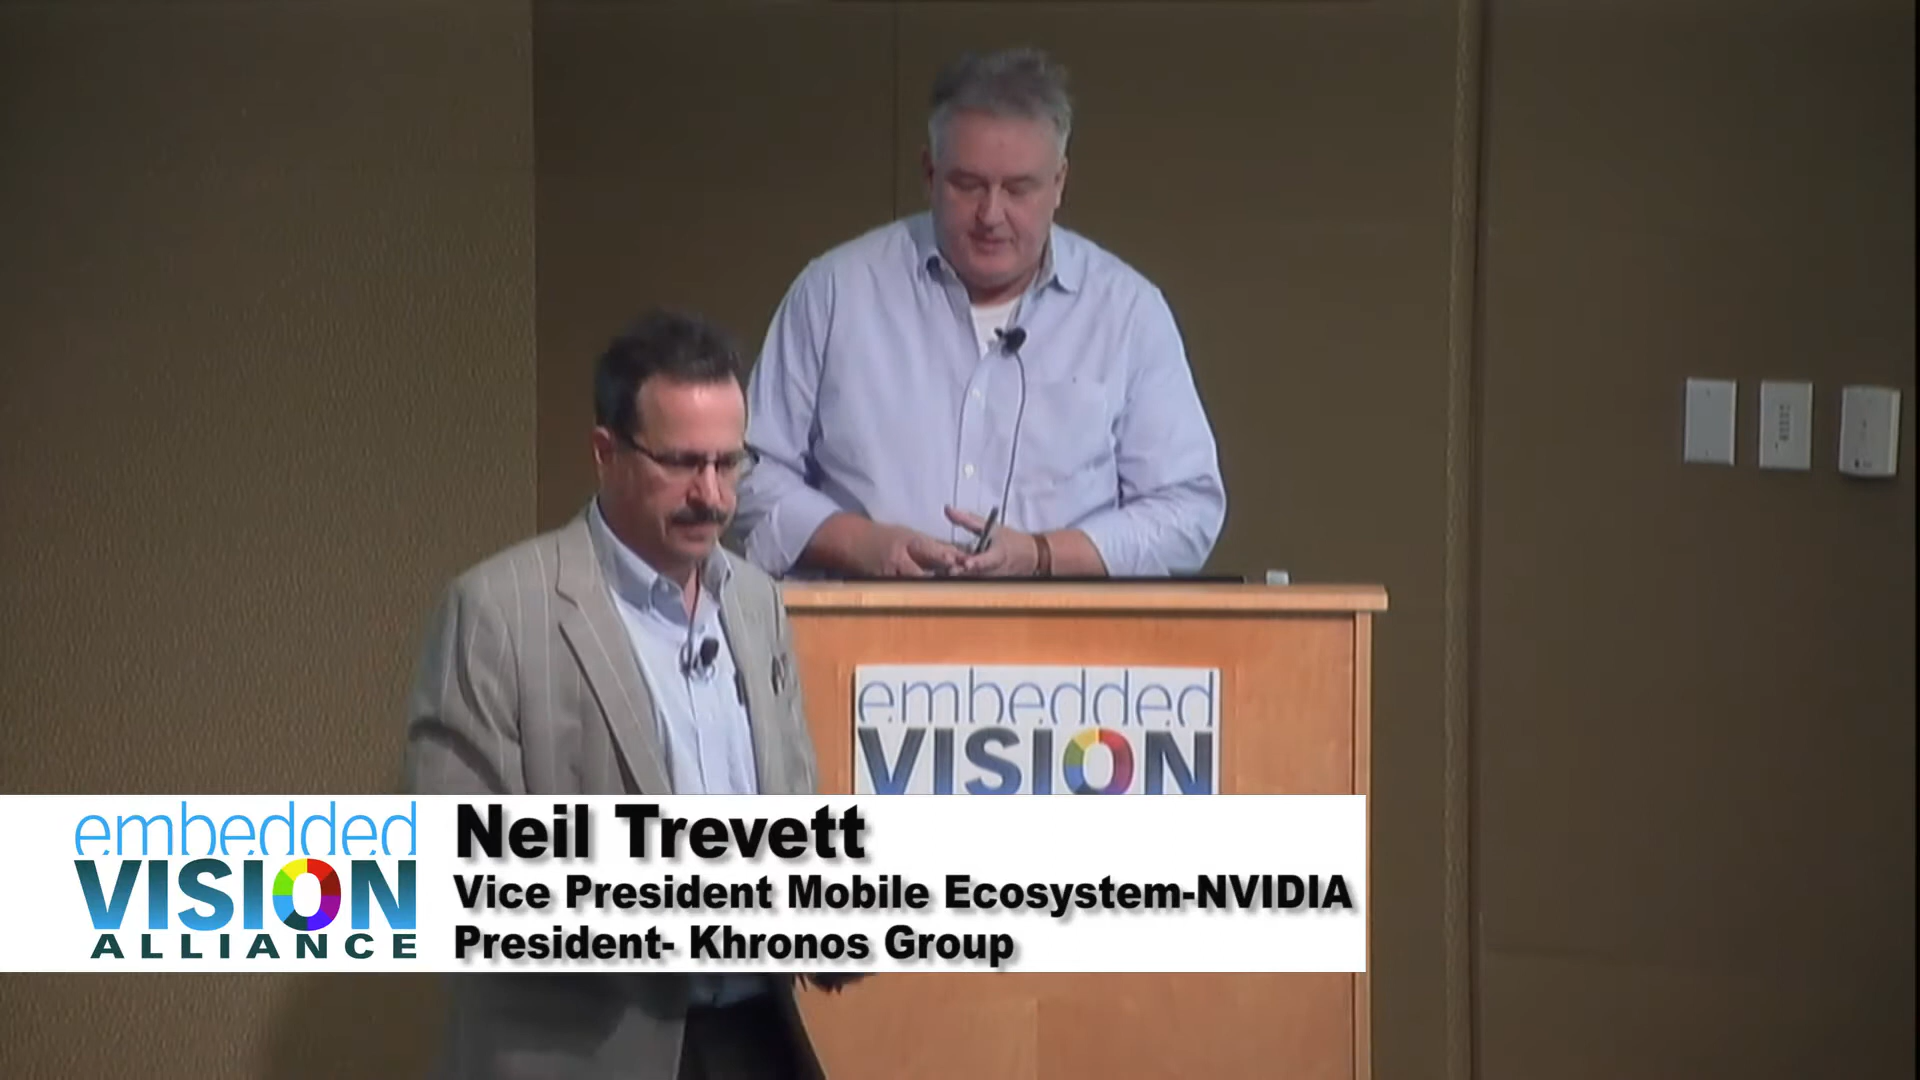 embedded
VISION
embedded
VISION
ALLIANCE
Neil Trevett
Vice President Mobile Ecosystem-NVIDIA
President- Khronos Group